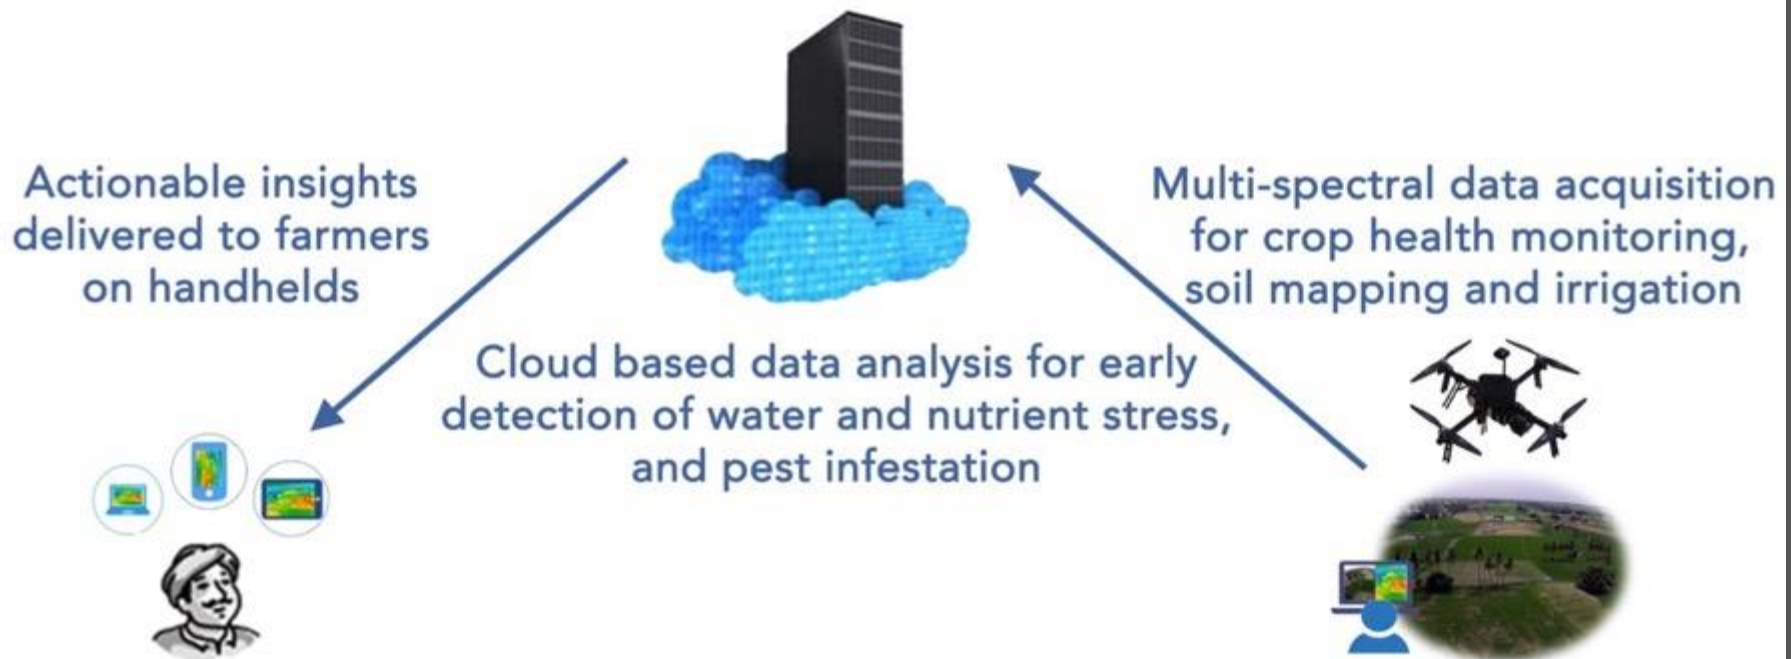 Actionable insights
delivered to farmers
on handhelds
Cloud based data analysis for early
detection of water and nutrient stress,
and pest infestation
Multi-spectral data acquisition
for crop health monitoring,
soil mapping and irrigation